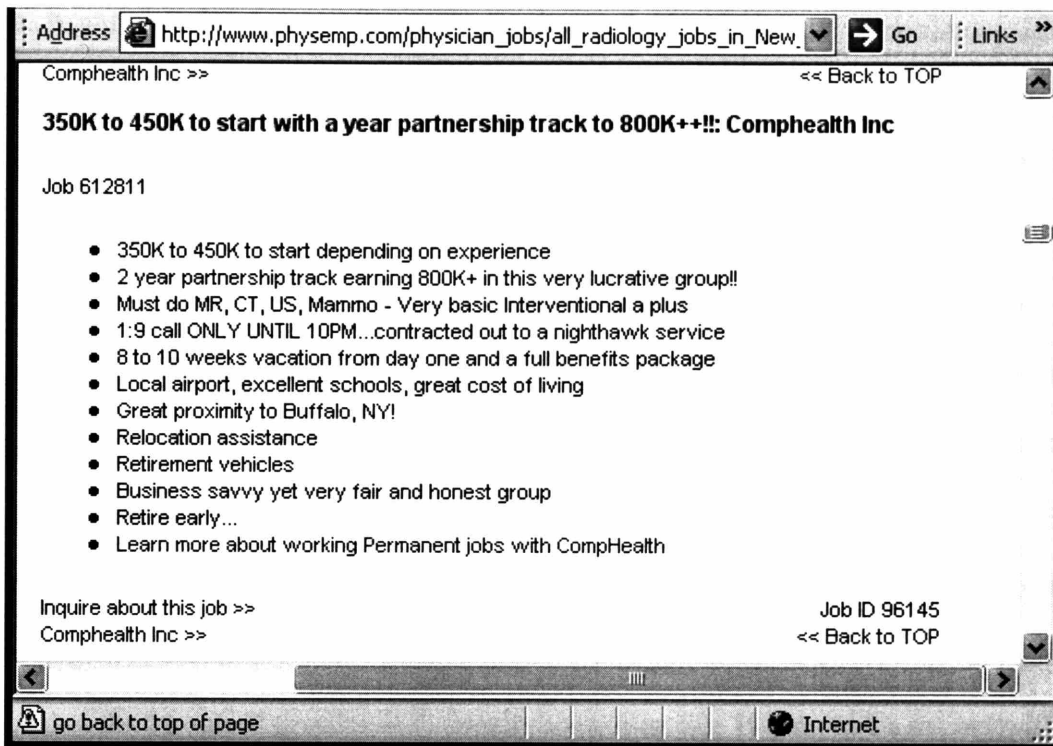 Address http://www.physemp.com/physician_jobs/all_radiology_jobs_in_New_ Go Links »
Comphealth Inc >> << Back to TOP
350K to 450K to start with a year partnership track to 800K++!!: Comphealth Inc
Job 612811
• 350K to 450K to start depending on experience
• 2 year partnership track earning 800K+ in this very lucrative group!!
• Must do MR, CT, US, Mammo - Very basic Interventional a plus
• 1:9 call ONLY UNTIL 10PM...contracted out to a nighthawk service
• 8 to 10 weeks vacation from day one and a full benefits package
• Local airport, excellent schools, great cost of living
• Great proximity to Buffalo, NY!
• Relocation assistance
• Retirement vehicles
• Business savvy yet very fair and honest group
• Retire early...
• Learn more about working Permanent jobs with CompHealth
Inquire about this job >> Job ID 96145
Comphealth Inc >> << Back to TOP
go back to top of page Internet